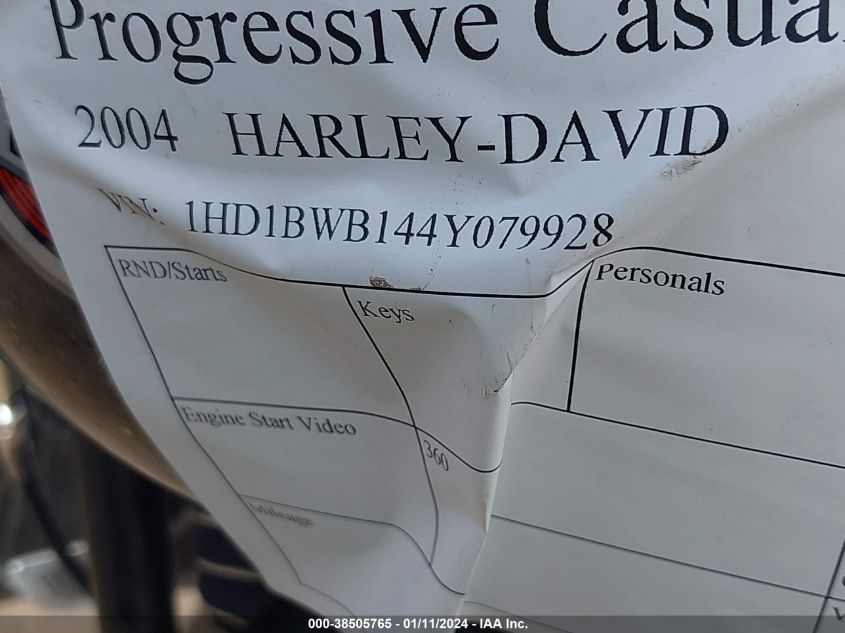 Progressive Casua
2004 HARLEY-DAVID
VIN: 1HD1BWB144Y079928
RND/Starts
Keys
Personals
Engine Start Video
360
Mileage
000-38505765 - 01/11/2024 - IAA Inc.